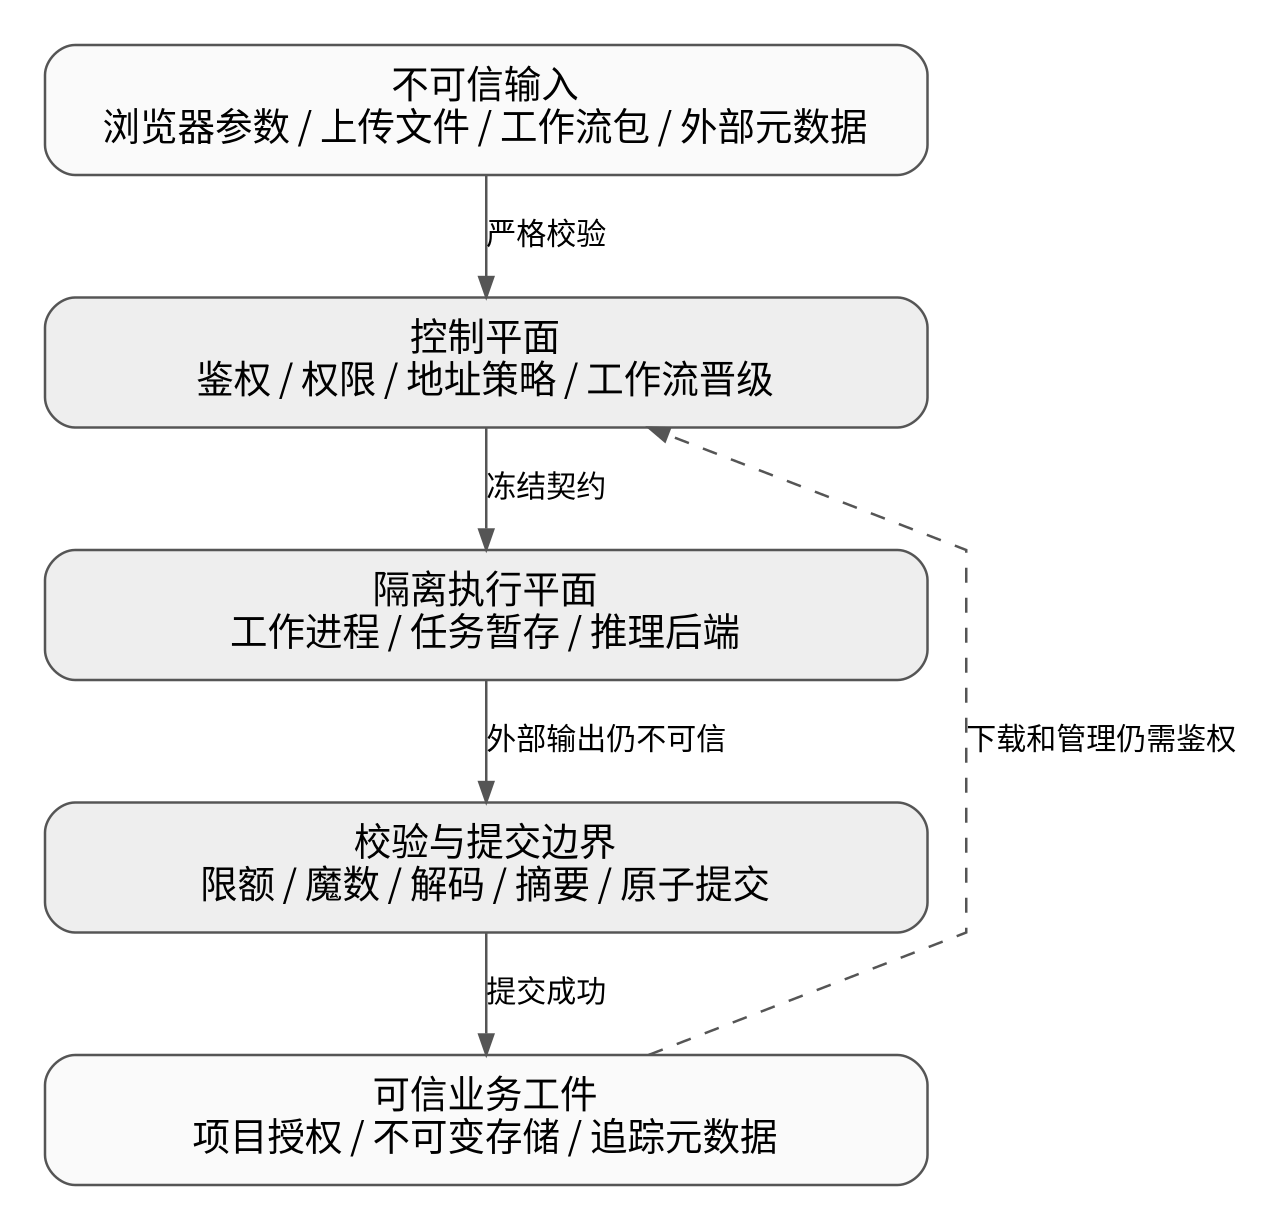 不可信输入
浏览器参数 / 上传文件 / 工作流包 / 外部元数据
严格校验
控制平面
鉴权 / 权限 / 地址策略 / 工作流晋级
冻结契约
隔离执行平面
工作进程 / 任务暂存 / 推理后端
外部输出仍不可信
下载和管理仍需鉴权
校验与提交边界
限额 / 魔数 / 解码 / 摘要 / 原子提交
提交成功
可信业务工件
项目授权 / 不可变存储 / 追踪元数据